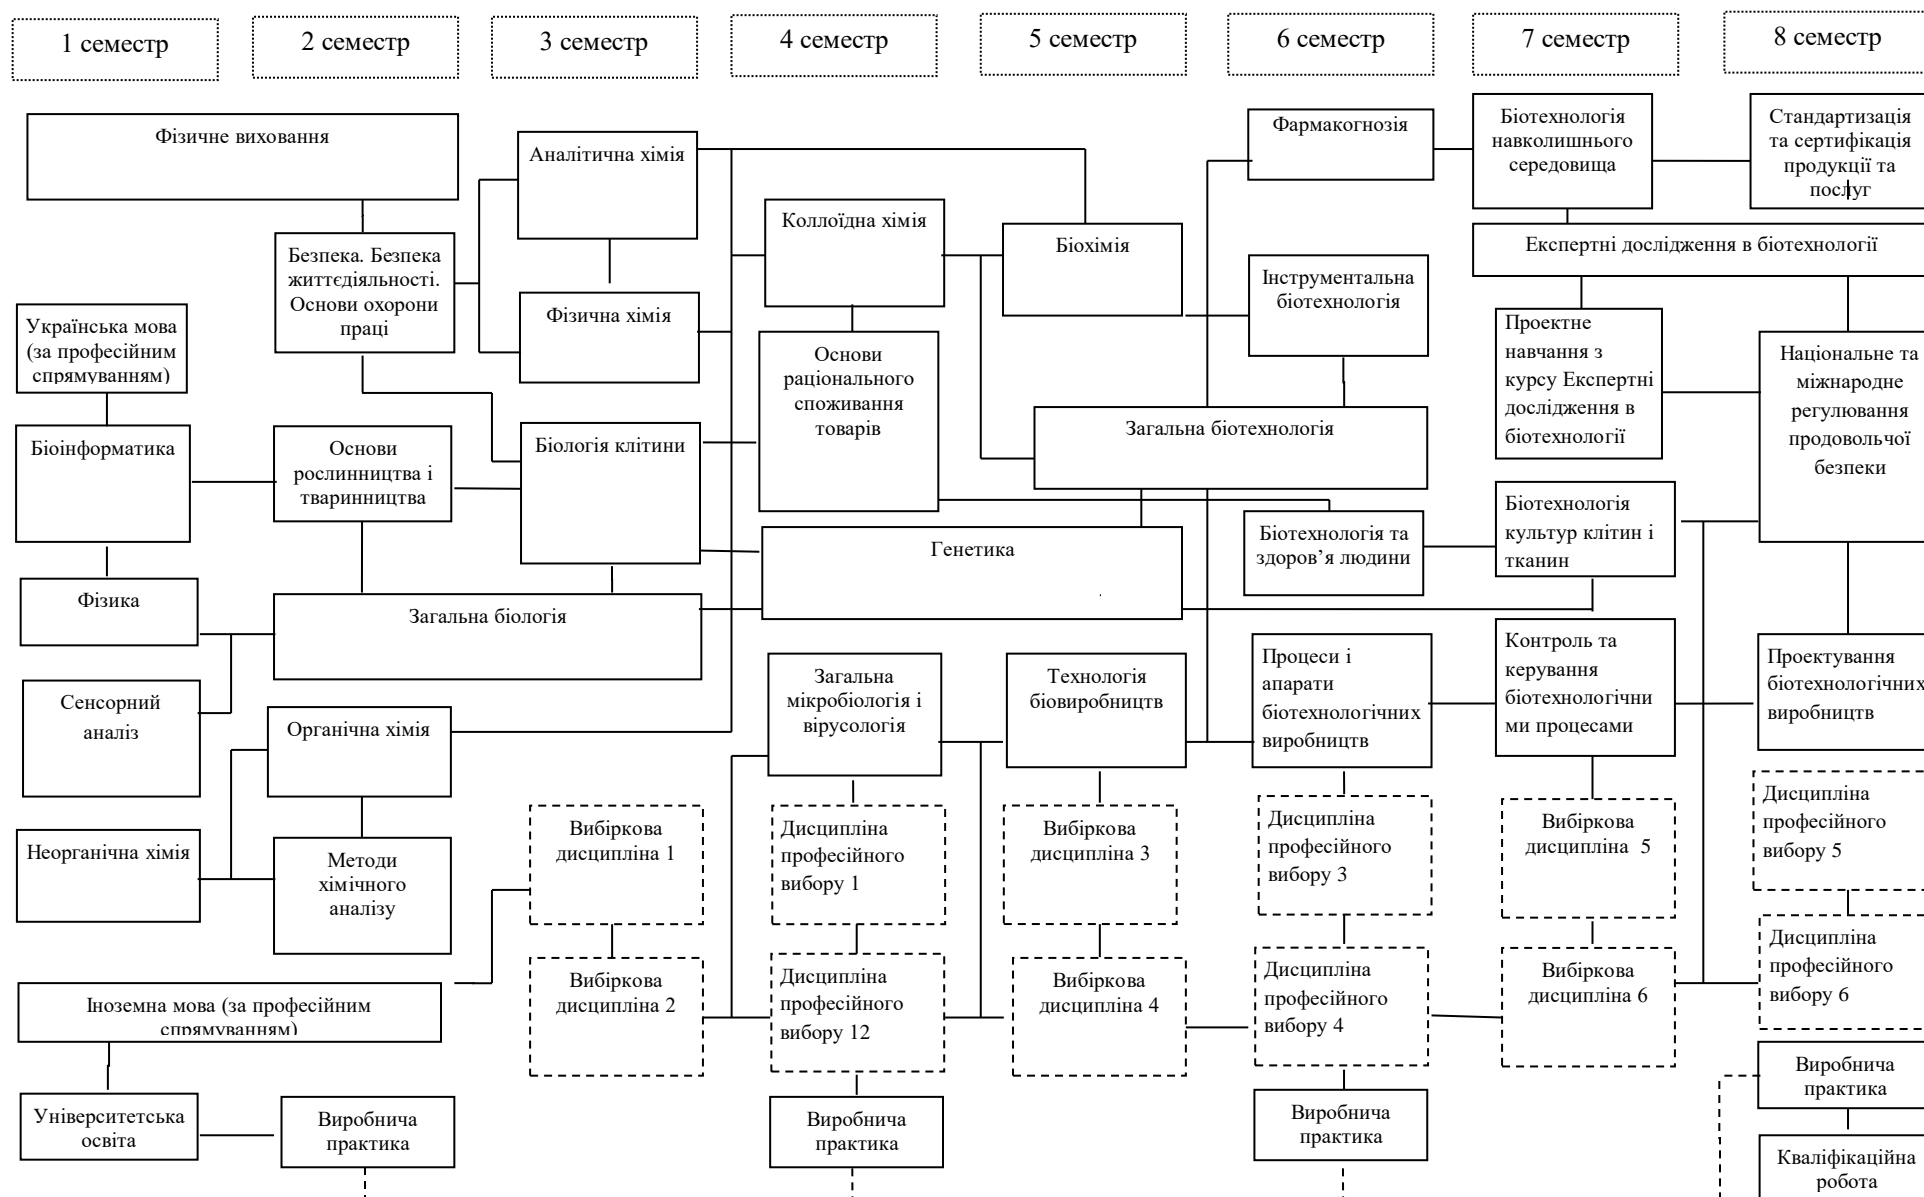 1 семестр
2 семестр
3 семестр
4 семестр
5 семестр
6 семестр
7 семестр
8 семестр
Фізичне виховання
Аналітична хімія
Фармакогнозія
Біотехнологія
навколишнього
середовища
Стандартизація
та сертифікація
продукції та
послуг
Безпека. Безпека
життєдіяльності.
Основи охорони
праці
Коллоїдна хімія
Біохімія
Експертні дослідження в біотехнології
Інструментальна
біотехнологія
Українська мова
(за професійним
спрямуванням)
Фізична хімія
Основи
раціонального
споживання
товарів
Проектне
навчання з
курсу Експертні
дослідження в
біотехнології
Національне та
міжнародне
регулювання
продовольчої
безпеки
Біоінформатика
Основи
рослинництва і
тваринництва
Біологія клітини
Загальна біотехнологія
Біотехнологія та
здоров’я людини
Біотехнологія
культур клітин і
тканин
Генетика
Фізика
Загальна біологія
Сенсорний
аналіз
Органічна хімія
Загальна
мікробіологія і
вірусологія
Технологія
біовиробництв
Процеси і
апарати
біотехнологічних
виробництв
Контроль та
керування
біотехнологічни
ми процесами
Проектування
біотехнологічних
виробництв
Неорганічна хімія
Методи
хімічного
аналізу
Вибіркова
дисципліна 1
Дисципліна
професійного
вибору 1
Вибіркова
дисципліна 3
Дисципліна
професійного
вибору 3
Вибіркова
дисципліна 5
Дисципліна
професійного
вибору 5
Іноземна мова (за професійним
спрямуванням)
Вибіркова
дисципліна 2
Дисципліна
професійного
вибору 12
Вибіркова
дисципліна 4
Дисципліна
професійного
вибору 4
Вибіркова
дисципліна 6
Дисципліна
професійного
вибору 6
Університетська
освіта
Виробнича
практика
Виробнича
практика
Виробнича
практика
Виробнича
практика
Кваліфікаційна
робота